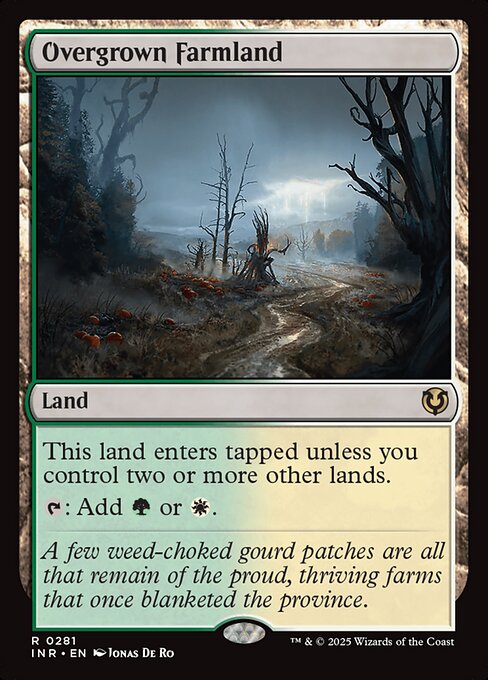 Overgrown Farmland
Land
This land enters tapped unless you
control two or more other lands.
: Add or .
A few weed-choked gourd patches are all
that remain of the proud, thriving farms
that once blanketed the province.
R 0281
INR • EN Jonas De Ro
™ & © 2025 Wizards of the Coast